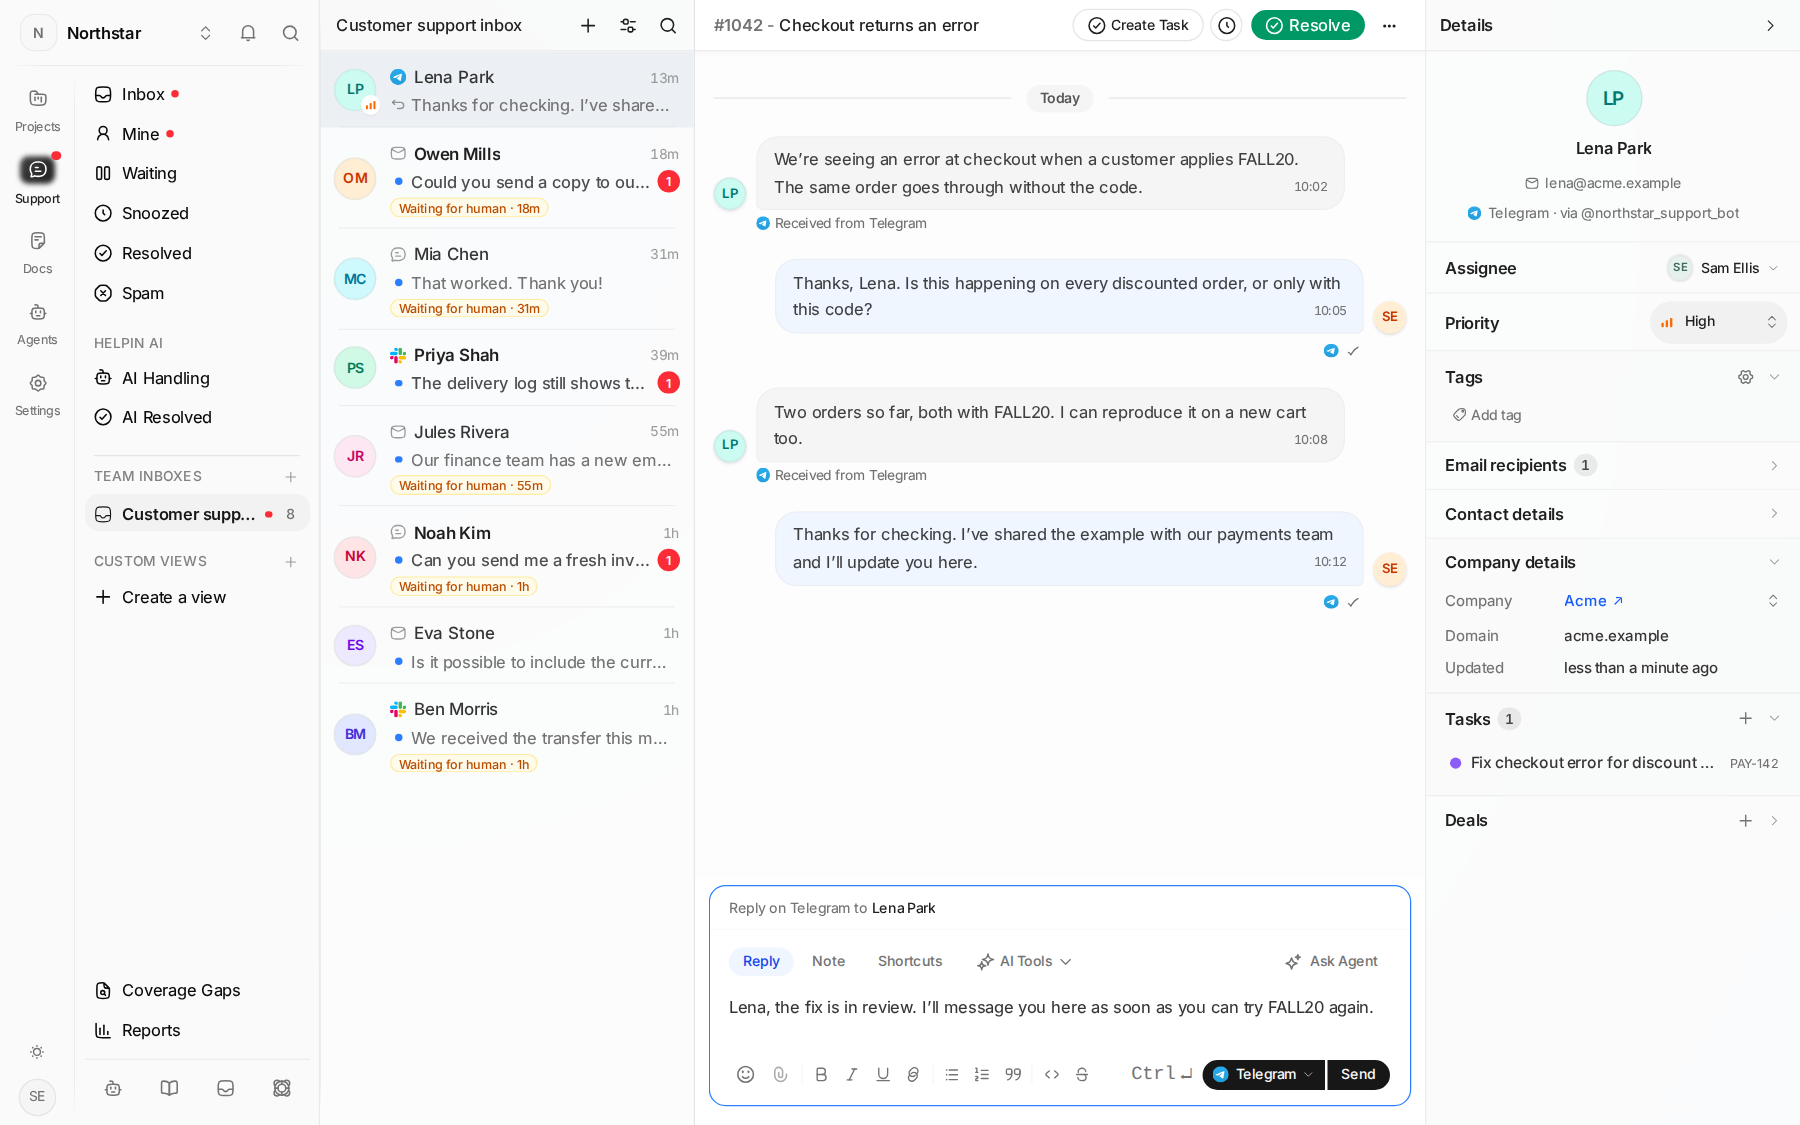 N
Northstar
Projects
Support
Docs
Agents
Settings
SE
Inbox
Mine
Waiting
Snoozed
Resolved
Spam
HELPIN AI
AI Handling
AI Resolved
TEAM INBOXES
Customer supp... 8
CUSTOM VIEWS
Create a view
Coverage Gaps
Reports
Customer support inbox
LP
Lena Park 13m
Thanks for checking. I’ve share...
OM
Owen Mills 18m
Could you send a copy to ou... 1
Waiting for human · 18m
MC
Mia Chen 31m
That worked. Thank you!
Waiting for human · 31m
PS
Priya Shah 39m
The delivery log still shows t... 1
JR
Jules Rivera 55m
Our finance team has a new em...
Waiting for human · 55m
NK
Noah Kim 1h
Can you send me a fresh inv... 1
Waiting for human · 1h
ES
Eva Stone 1h
Is it possible to include the curr...
BM
Ben Morris 1h
We received the transfer this m...
Waiting for human · 1h
#1042 - Checkout returns an error
Create Task
Resolve
Today
LP
We’re seeing an error at checkout when a customer applies FALL20.
The same order goes through without the code. 10:02
Received from Telegram
Thanks, Lena. Is this happening on every discounted order, or only with
this code? 10:05
SE
LP
Two orders so far, both with FALL20. I can reproduce it on a new cart
too. 10:08
Received from Telegram
Thanks for checking. I’ve shared the example with our payments team
and I’ll update you here. 10:12
SE
Reply on Telegram to Lena Park
Reply Note Shortcuts AI Tools Ask Agent
Lena, the fix is in review. I’ll message you here as soon as you can try FALL20 again.
Ctrl↵ Telegram Send
Details
LP
Lena Park
lena@acme.example
Telegram · via @northstar_support_bot
Assignee SE Sam Ellis
Priority High
Tags
Add tag
Email recipients 1
Contact details
Company details
Company Acme ↗
Domain acme.example
Updated less than a minute ago
Tasks 1
Fix checkout error for discount ... PAY-142
Deals